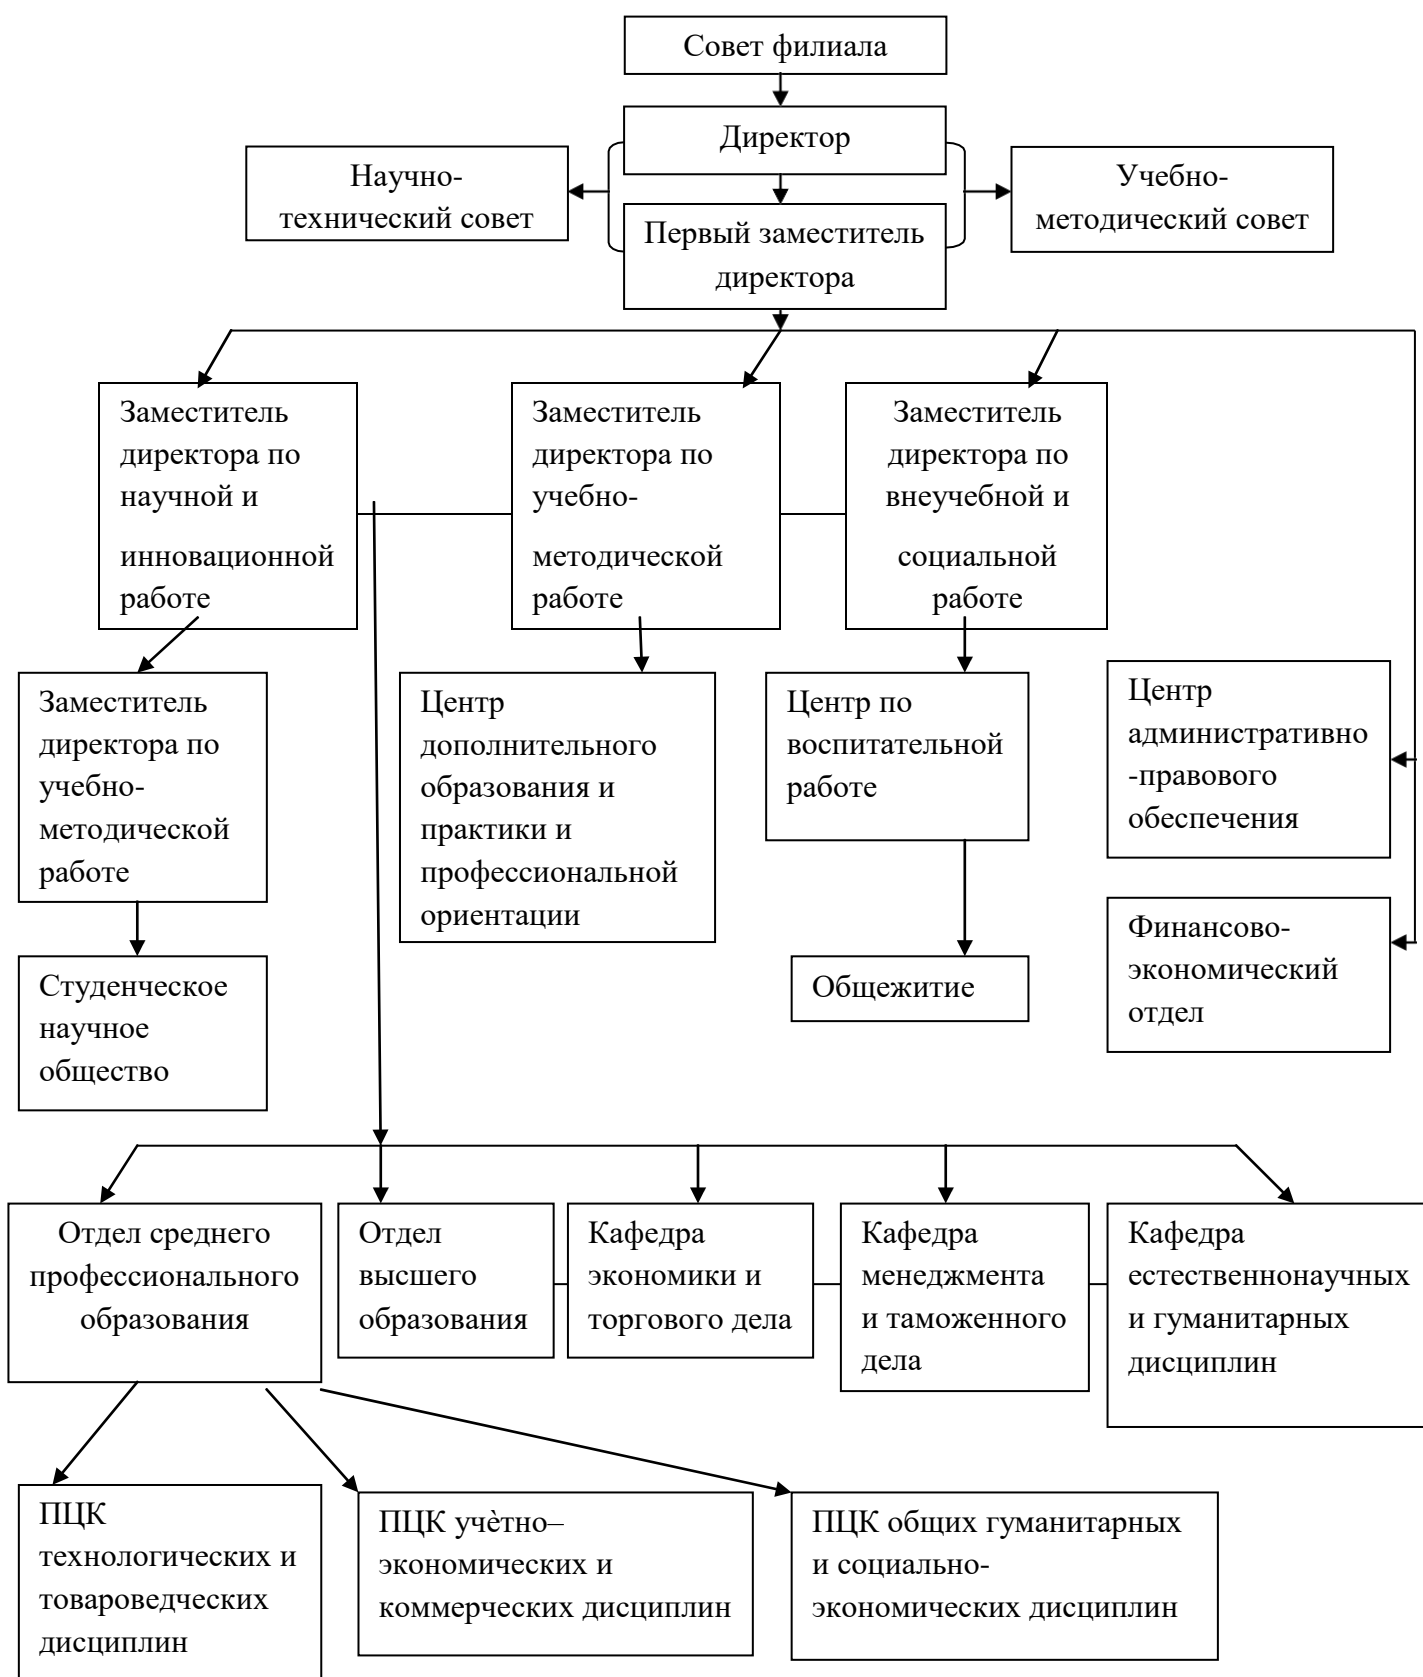 Совет филиала
Директор
Научно-
технический совет
Учебно-
методический совет
Первый заместитель
директора
Заместитель
директора по
научной и
инновационной
работе
Заместитель
директора по
учебно-
методической
работе
Заместитель
директора по
внеучебной и
социальной
работе
Заместитель
директора по
учебно-
методической
работе
Центр
дополнительного
образования и
практики и
профессиональной
ориентации
Центр по
воспитательной
работе
Центр
административно
-правового
обеспечения
Финансово-
экономический
отдел
Студенческое
научное
общество
Общежитие
Отдел среднего
профессионального
образования
Отдел
высшего
образования
Кафедра
экономики и
торгового дела
Кафедра
менеджмента
и таможенного
дела
Кафедра
естественнонаучных
и гуманитарных
дисциплин
ПЦК
технологических и
товароведческих
дисциплин
ПЦК учѐтно–
экономических и
коммерческих дисциплин
ПЦК общих гуманитарных
и социально-
экономических дисциплин